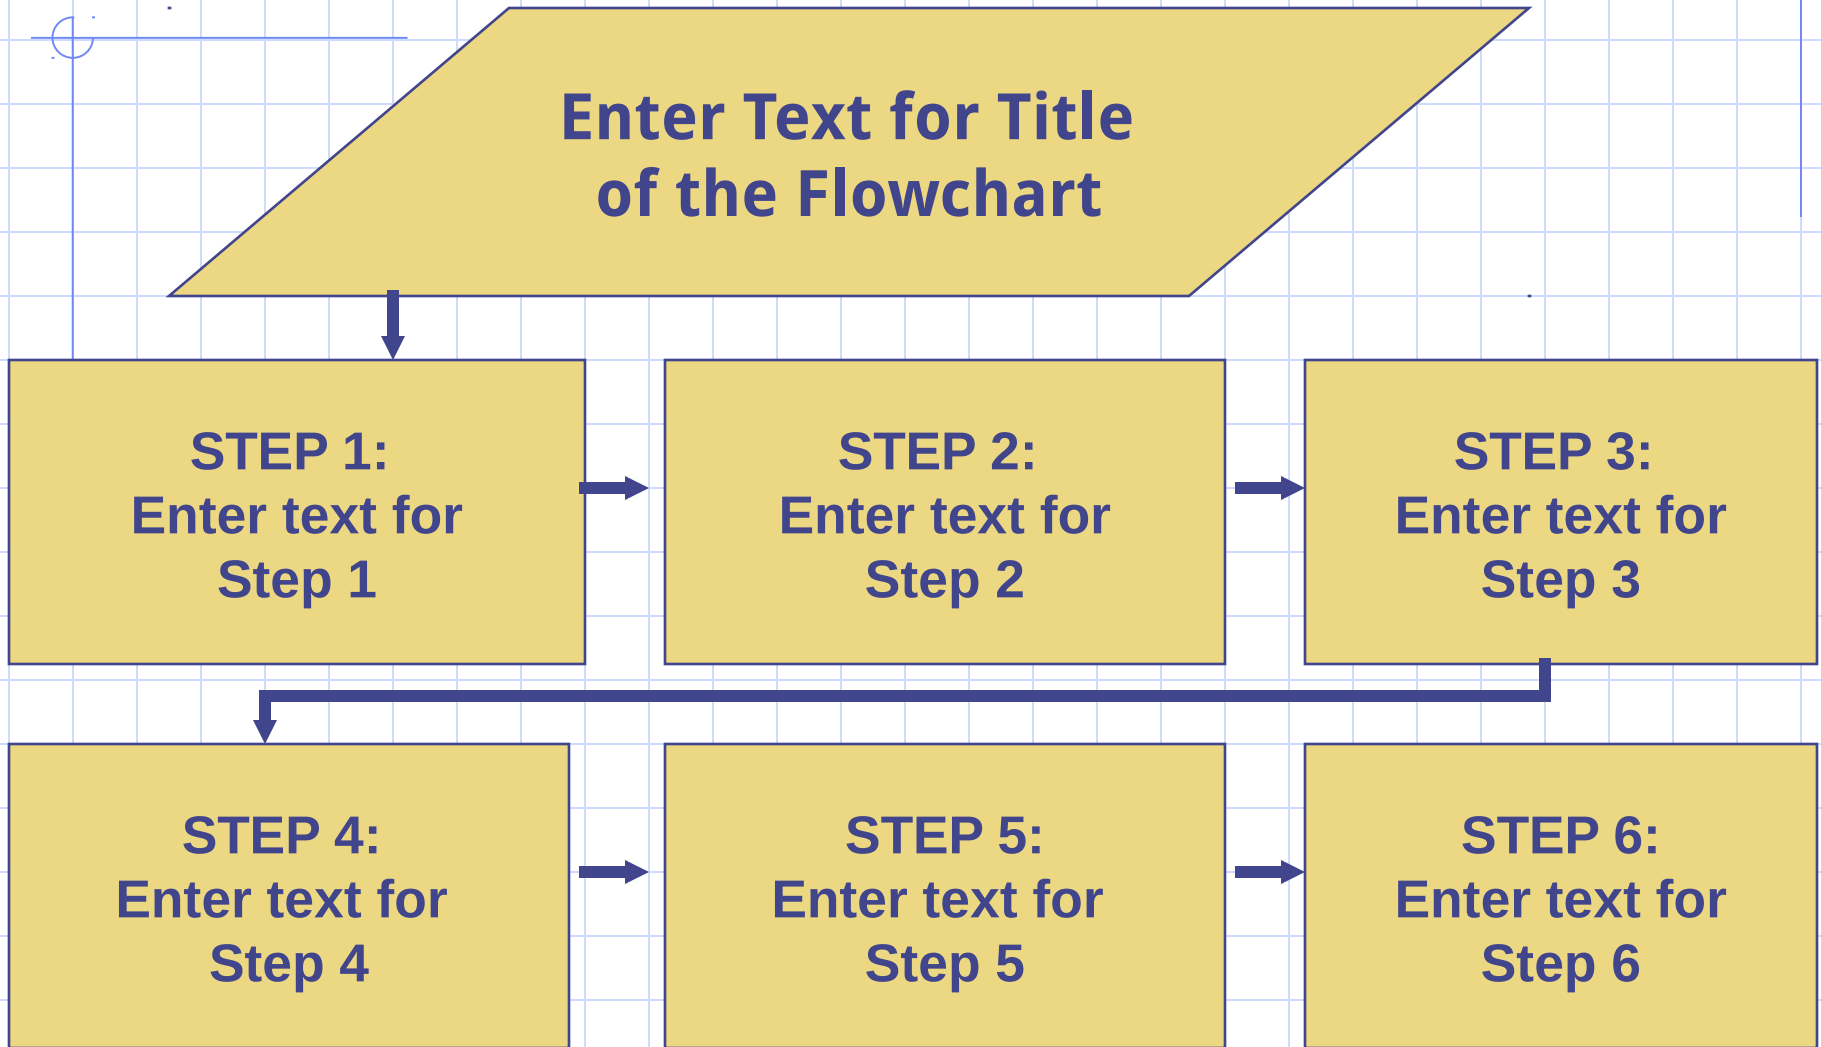 Enter Text for Title
of the Flowchart
STEP 1:
Enter text for
Step 1
STEP 2:
Enter text for
Step 2
STEP 3:
Enter text for
Step 3
STEP 4:
Enter text for
Step 4
STEP 5:
Enter text for
Step 5
STEP 6:
Enter text for
Step 6